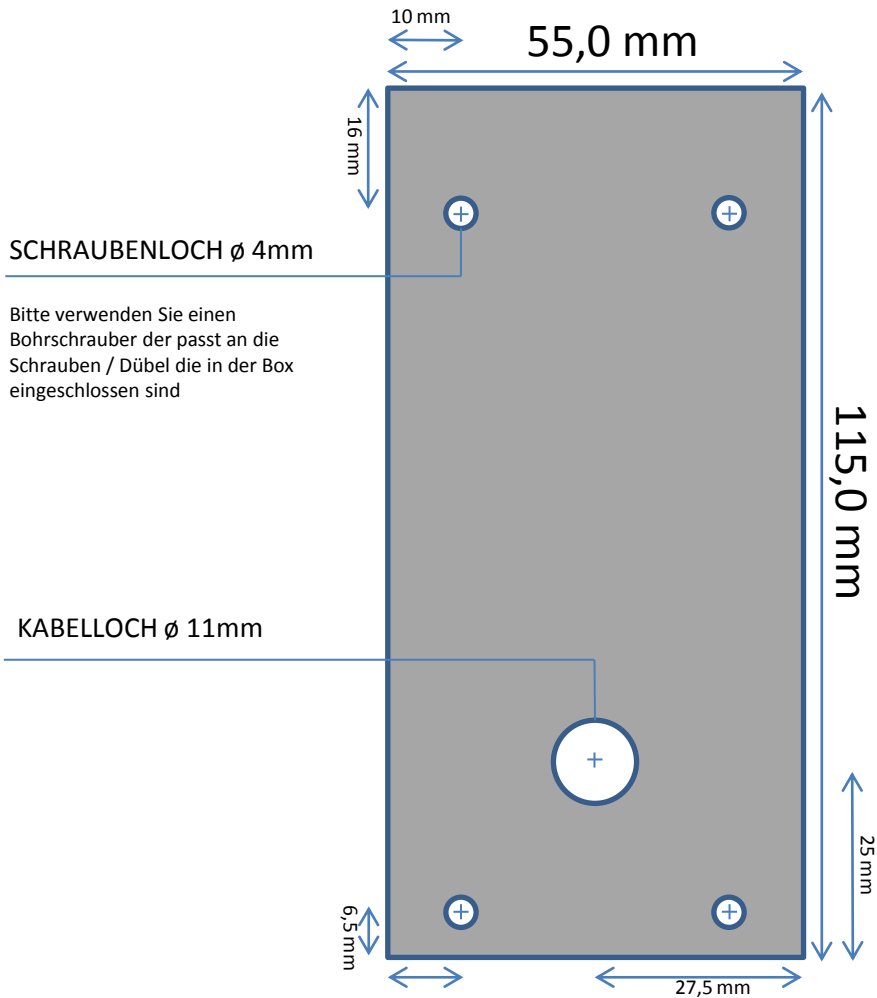 10 mm
55,0 mm
16 mm
SCHRAUBENLOCH ø 4mm
Bitte verwenden Sie einen
Bohrschrauber der passt an die
Schrauben / Dübel die in der Box
eingeschlossen sind
115,0 mm
KABELLOCH ø 11mm
25 mm
6,5 mm
27,5 mm